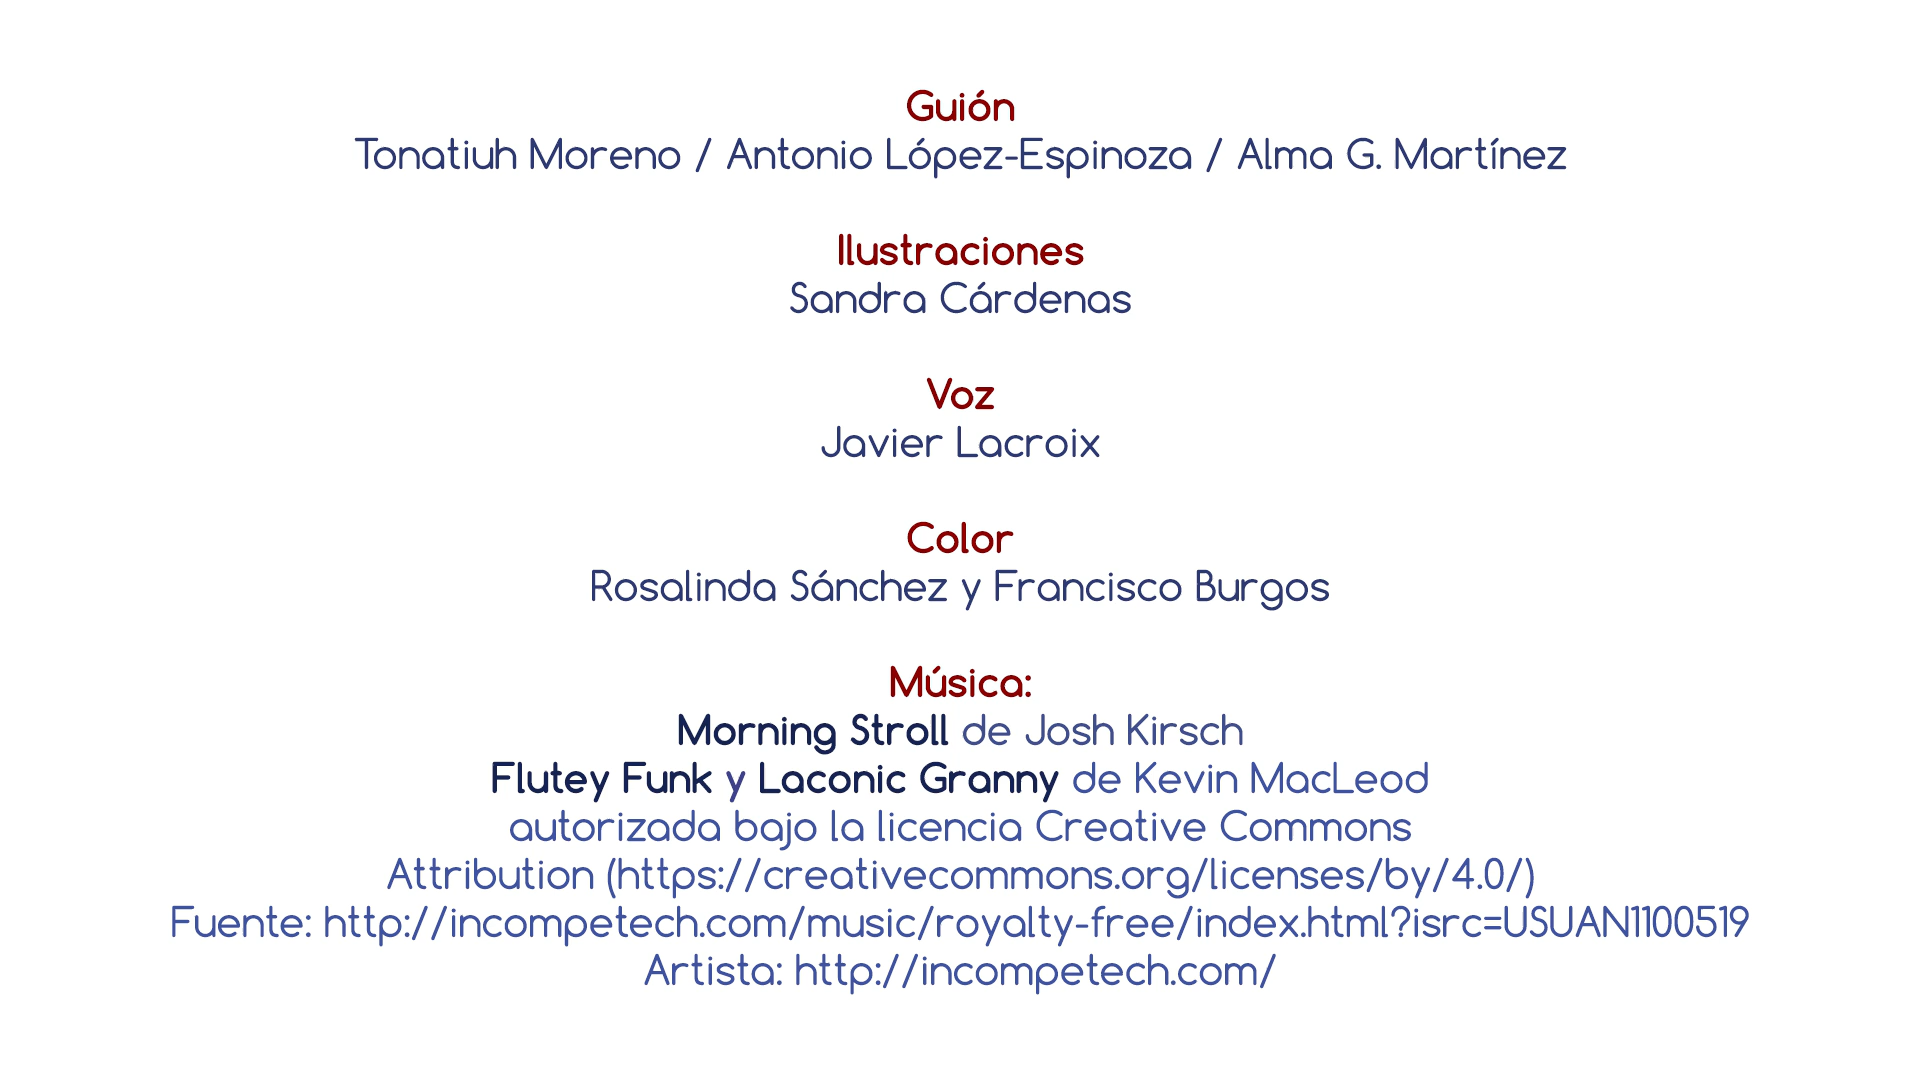 Guión
Tonatiuh Moreno / Antonio López-Espinoza / Alma G. Martínez
Ilustraciones
Sandra Cárdenas
Voz
Javier Lacroix
Color
Rosalinda Sánchez y Francisco Burgos
Música:
Morning Stroll de Josh Kirsch
Flutey Funk y Laconic Granny de Kevin MacLeod
autorizada bajo la licencia Creative Commons
Attribution (https://creativecommons.org/licenses/by/4.0/)
Fuente: http://incompetech.com/music/royalty-free/index.html?isrc=USUAN1100519
Artista: http://incompetech.com/